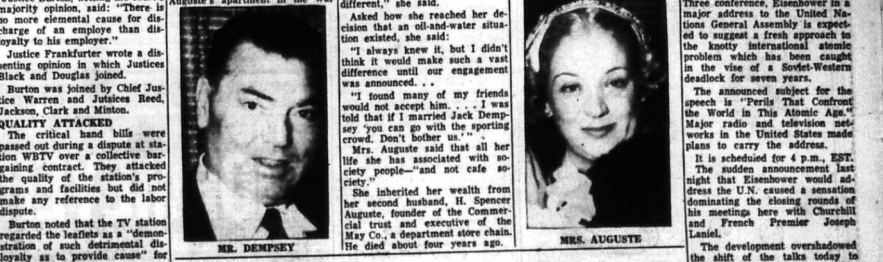 majority opinion, said: "There is
no more elemental cause for dis-
charge of an employe than dis-
loyalty to his employer."
Justice Frankfurter wrote a dis-
senting opinion in which Justices
Black and Douglas joined.
Burton was joined by Chief Jus-
tice Warren and Jutsices Reed,
Jackson, Clark and Minton.
QUALITY ATTACKED
The critical hand bills were
passed out during a dispute at sta-
tion WBTV over a collective bar-
gaining contract. They attacked
the quality of the station's pro-
grams and facilities but did not
make any reference to the labor
dispute.
Burton noted that the TV station
regarded the leaflets as a "demon-
stration of such detrimental dis-
loyalty as to provide cause" for
Auguste's apartment in the
MR. DEMPSEY
different," she said.
Asked how she reached her de-
cision that an oil-and-water situa-
tion existed, she said:
"I always knew it, but I didn't
think it would make such a vast
difference until our engagement
was announced. . .
"I found many of my friends
would not accept him. . . . I was
told that if I married Jack Demp-
sey 'you can go with the sporting
crowd. Don't bother us.' "
Mrs. Auguste said that all her
life she has associated with so-
ciety people—"and not cafe so-
ciety."
She inherited her wealth from
her second husband, H. Spencer
Auguste, founder of the Commer-
cial trust and executive of the
May Co., a department store chain.
He died about four years ago.
MRS. AUGUSTE
Three conference, Eisenhower in a
major address to the United Na-
tions General Assembly is expect-
ed to suggest a fresh approach to
the knotty international atomic
problem which has been caught
in the vise of a Soviet-Western
deadlock for seven years.
The announced subject for the
speech is "Perils That Confront
the World in This Atomic Age."
Major radio and television net-
works in the United States made
plans to carry the address.
It is scheduled for 4 p.m., EST.
The sudden announcement last
night that Eisenhower would ad-
dress the U.N. caused a sensation
dominating the closing rounds of
his meetings here with Churchill
and French Premier Joseph
Laniel.
The development overshadowed
the shift of the talks today to